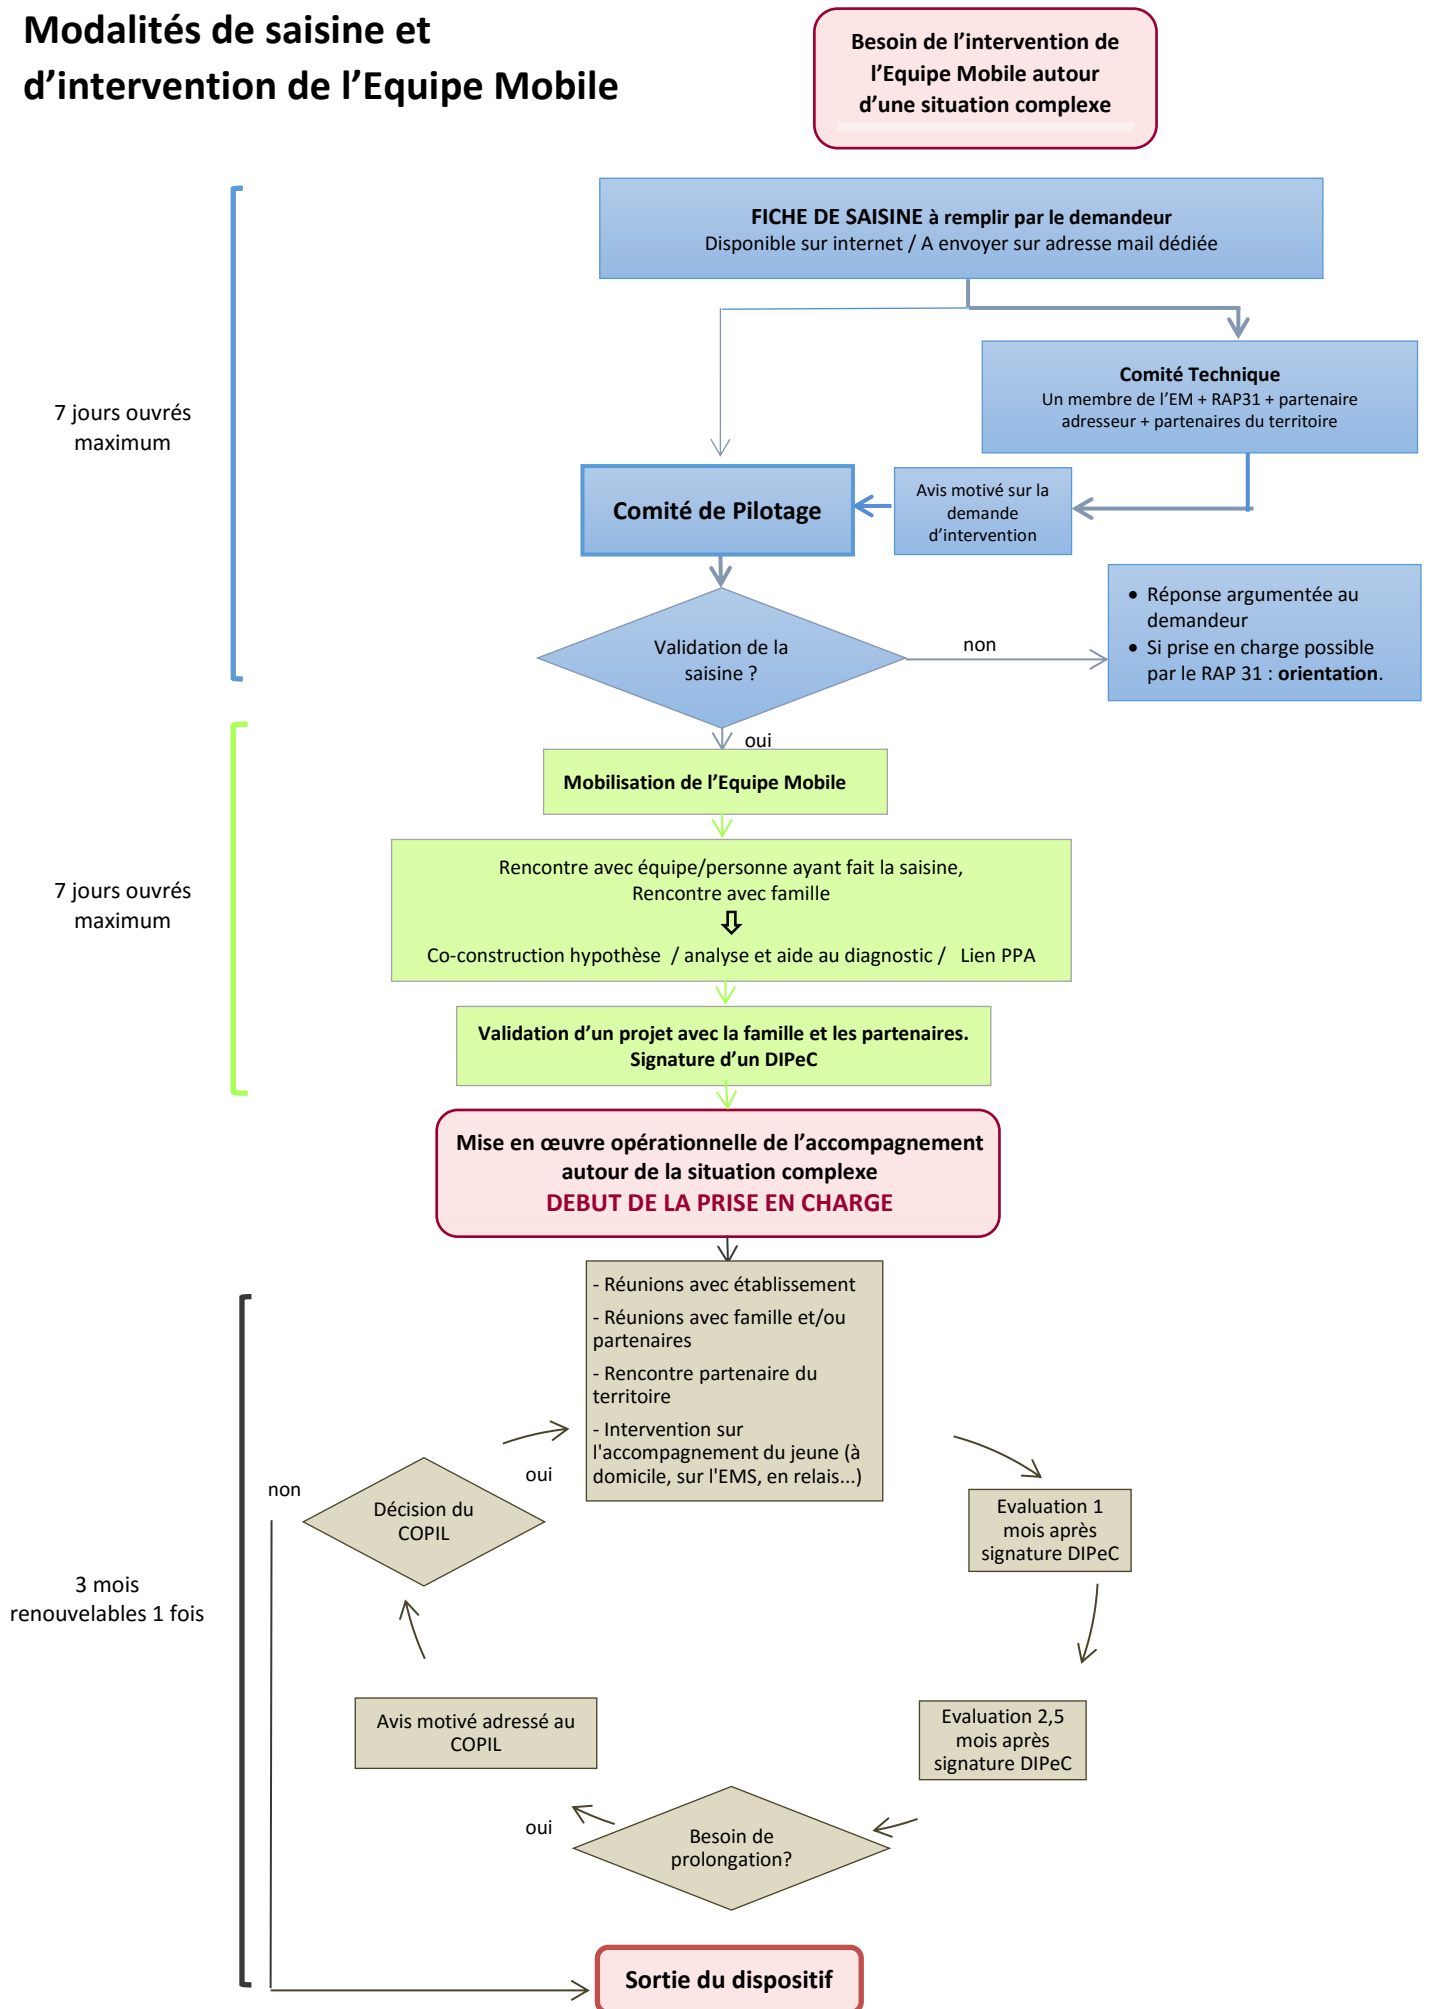 Modalités de saisine et
d’intervention de l’Equipe Mobile
Besoin de l’intervention de
l’Equipe Mobile autour
d’une situation complexe
FICHE DE SAISINE à remplir par le demandeur
Disponible sur internet / A envoyer sur adresse mail dédiée
7 jours ouvrés
maximum
Comité Technique
Un membre de l’EM + RAP31 + partenaire
adresseur + partenaires du territoire
Comité de Pilotage
Avis motivé sur la
demande
d’intervention
Validation de la
saisine ?
non
• Réponse argumentée au
demandeur
• Si prise en charge possible
par le RAP 31 : orientation.
oui
7 jours ouvrés
maximum
Mobilisation de l’Equipe Mobile
Rencontre avec équipe/personne ayant fait la saisine,
Rencontre avec famille
Co-construction hypothèse / analyse et aide au diagnostic / Lien PPA
Validation d’un projet avec la famille et les partenaires.
Signature d’un DIPeC
Mise en œuvre opérationnelle de l’accompagnement
autour de la situation complexe
DEBUT DE LA PRISE EN CHARGE
3 mois
renouvelables 1 fois
- Réunions avec établissement
- Réunions avec famille et/ou
partenaires
- Rencontre partenaire du
territoire
- Intervention sur
l'accompagnement du jeune (à
domicile, sur l'EMS, en relais...)
Evaluation 1
mois après
signature DIPeC
Evaluation 2,5
mois après
signature DIPeC
Besoin de
prolongation?
oui
Avis motivé adressé au
COPIL
Décision du
COPIL
oui
non
Sortie du dispositif